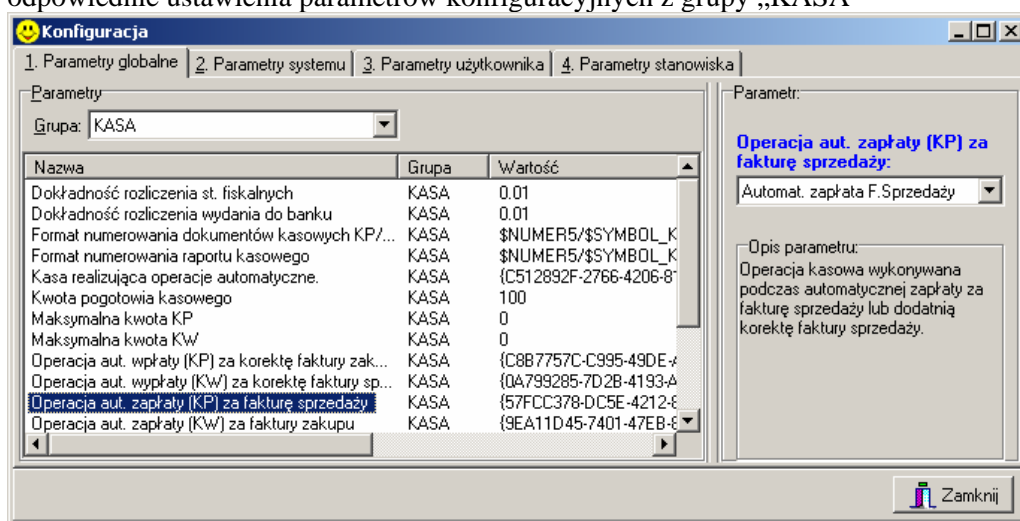 odpowiednie ustawienia parametrów konfiguracyjnych z grupy „KASA”
Konfiguracja
1. Parametry globalne 2. Parametry systemu 3. Parametry użytkownika 4. Parametry stanowiska
Parametry
Grupa: KASA
Nazwa Grupa Wartość
Dokładność rozliczenia st. fiskalnych KASA 0.01
Dokładność rozliczenia wydania do banku KASA 0.01
Format numerowania dokumentów kasowych KP/... KASA $NUMER5/$SYMBOL_K
Format numerowania raportu kasowego KASA $NUMER5/$SYMBOL_K
Kasa realizująca operacje automatyczne. KASA {C512892F-2766-4206-8
Kwota pogotowia kasowego KASA 100
Maksymalna kwota KP KASA 0
Maksymalna kwota KW KASA 0
Operacja aut. wpłaty (KP) za korektę faktury zak... KASA {C8B7757C-C995-49DE-
Operacja aut. wypłaty (KW) za korektę faktury sp... KASA {0A799285-7D2B-4193-A
Operacja aut. zapłaty (KP) za fakturę sprzedaży KASA {57FCC378-DC5E-4212-8
Operacja aut. zapłaty (KW) za faktury zakupu KASA {9EA11D45-7401-47EB-8
Parametr:
Operacja aut. zapłaty (KP) za
fakturę sprzedaży:
Automat. zapłata F.Sprzedaży
Opis parametru:
Operacja kasowa wykonywana
podczas automatycznej zapłaty za
fakturę sprzedaży lub dodatnią
korektę faktury sprzedaży.
Zamknij